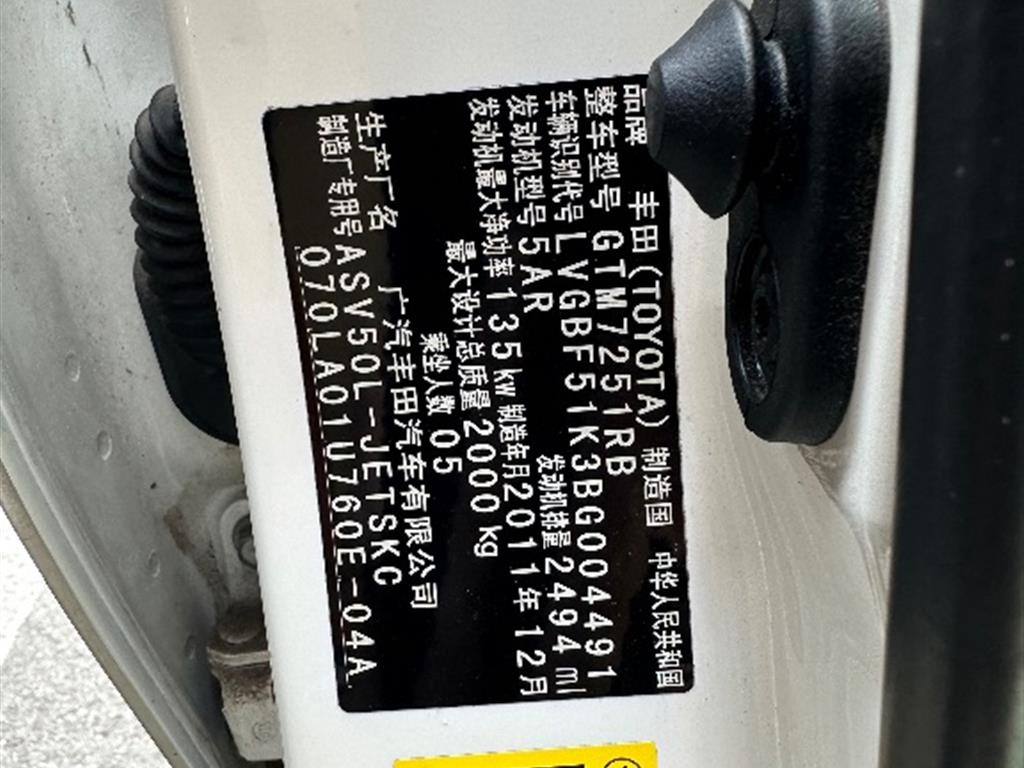 品牌 丰田(TOYOTA) 制造国 中华人民共和国
整车型号 GTM7251RB
车辆识别代号 LVGBF51K3BG004491
发动机型号 5AR 发动机排量 2494 ml
发动机最大净功率 135kw 制造年月 2011年12月
最大设计总质量 2000kg
乘坐人数 05
生产厂名 广汽丰田汽车有限公司
制造厂专用号 ASV50L-JETSKC
070LA01U760E-04A